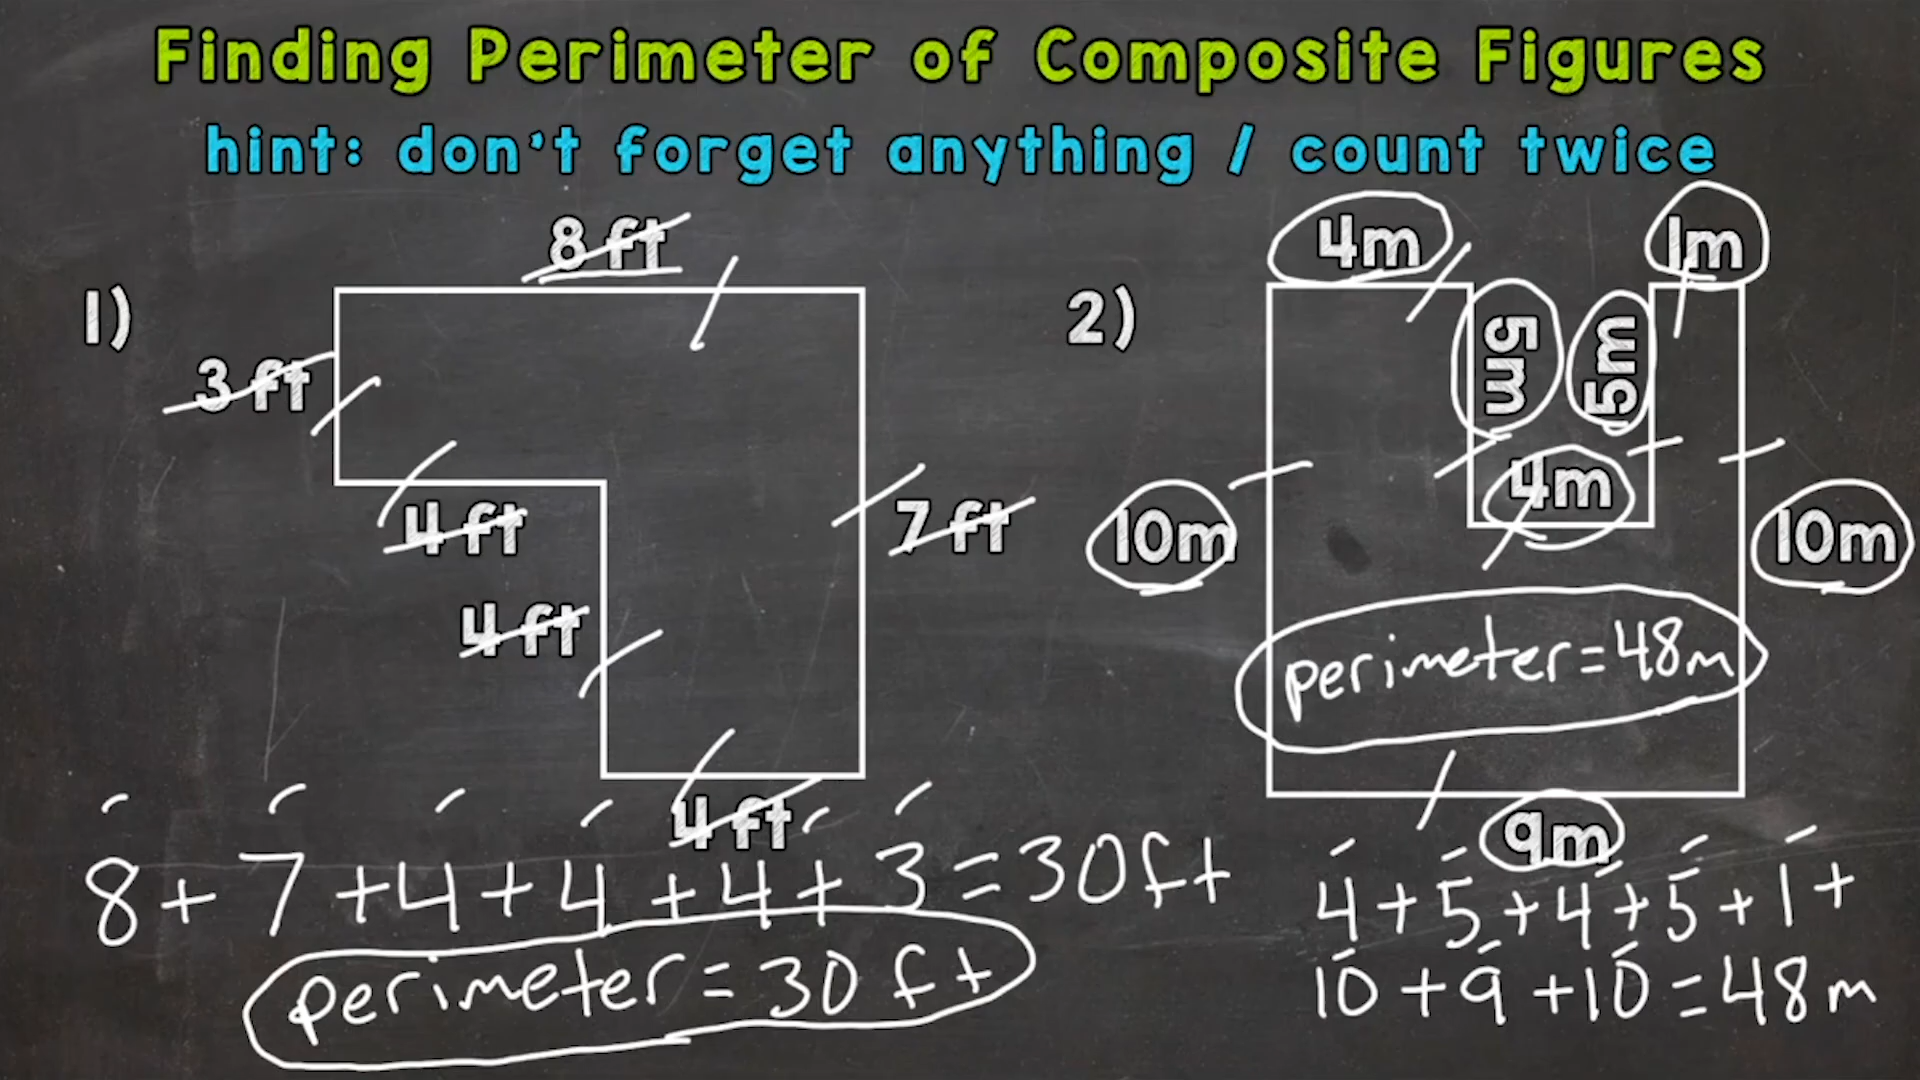 Finding Perimeter of Composite Figures
hint: don't forget anything / count twice
1)
8 ft
3 ft
4 ft
7 ft
4 ft
4 ft
8+7+4+4+4+3=30ft
perimeter=30 ft
2)
4m
1m
5m
5m
4m
10m
10m
perimeter=48m
9m
4+5+4+5+1+
10+9+10=48m